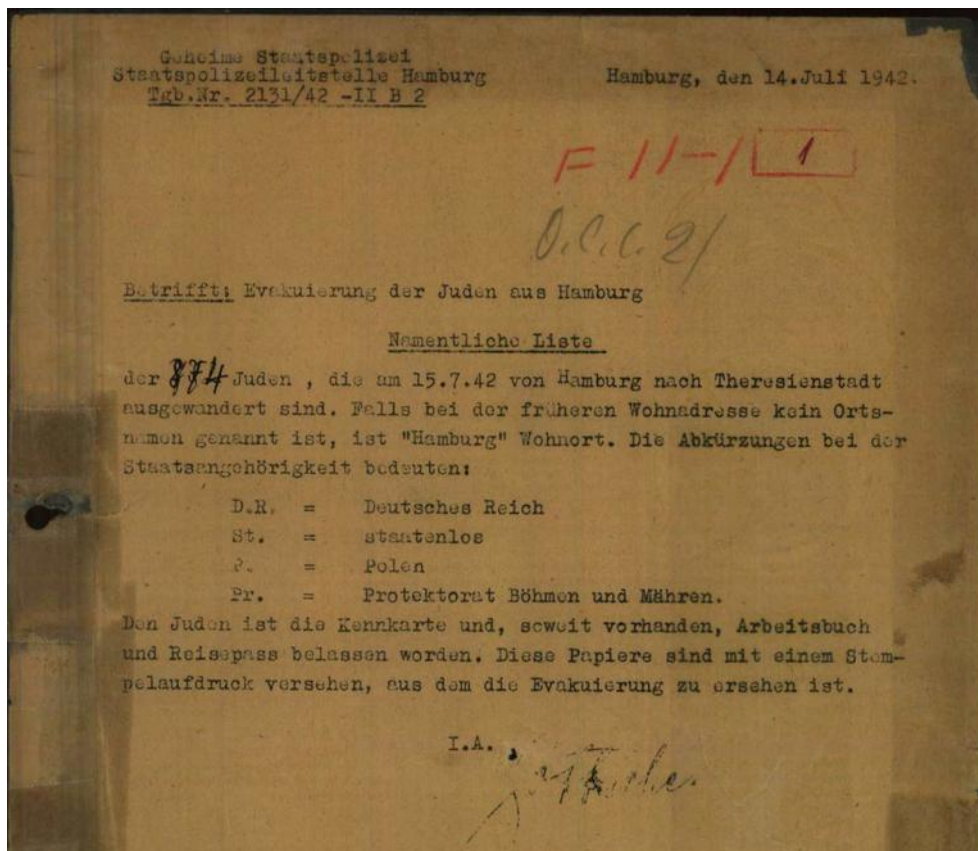 Geheime Staatspolizei
Staatspolizeileitstelle Hamburg
Hamburg, den 14.Juli 1942.
Tgb.Nr. 2131/42 -II B 2
F 11-1 1
O.C.C. 2/
Betrifft: Evakuierung der Juden aus Hamburg
Namentliche Liste
der Juden , die am 15.7.42 von Hamburg nach Theresienstadt
ausgewandert sind. Falls bei der früheren Wohnadresse kein Orts-
namen genannt ist, ist "Hamburg" Wohnort. Die Abkürzungen bei der
Staatsangehörigkeit bedeuten:
D.R. = Deutsches Reich
St. = staatenlos
P. = Polen
Pr. = Protektorat Böhmen und Mähren.
Den Juden ist die Kennkarte und, soweit vorhanden, Arbeitsbuch
und Reisepass belassen worden. Diese Papiere sind mit einem Stem-
pelaufdruck versehen, aus dem die Evakuierung zu ersehen ist.
I.A.